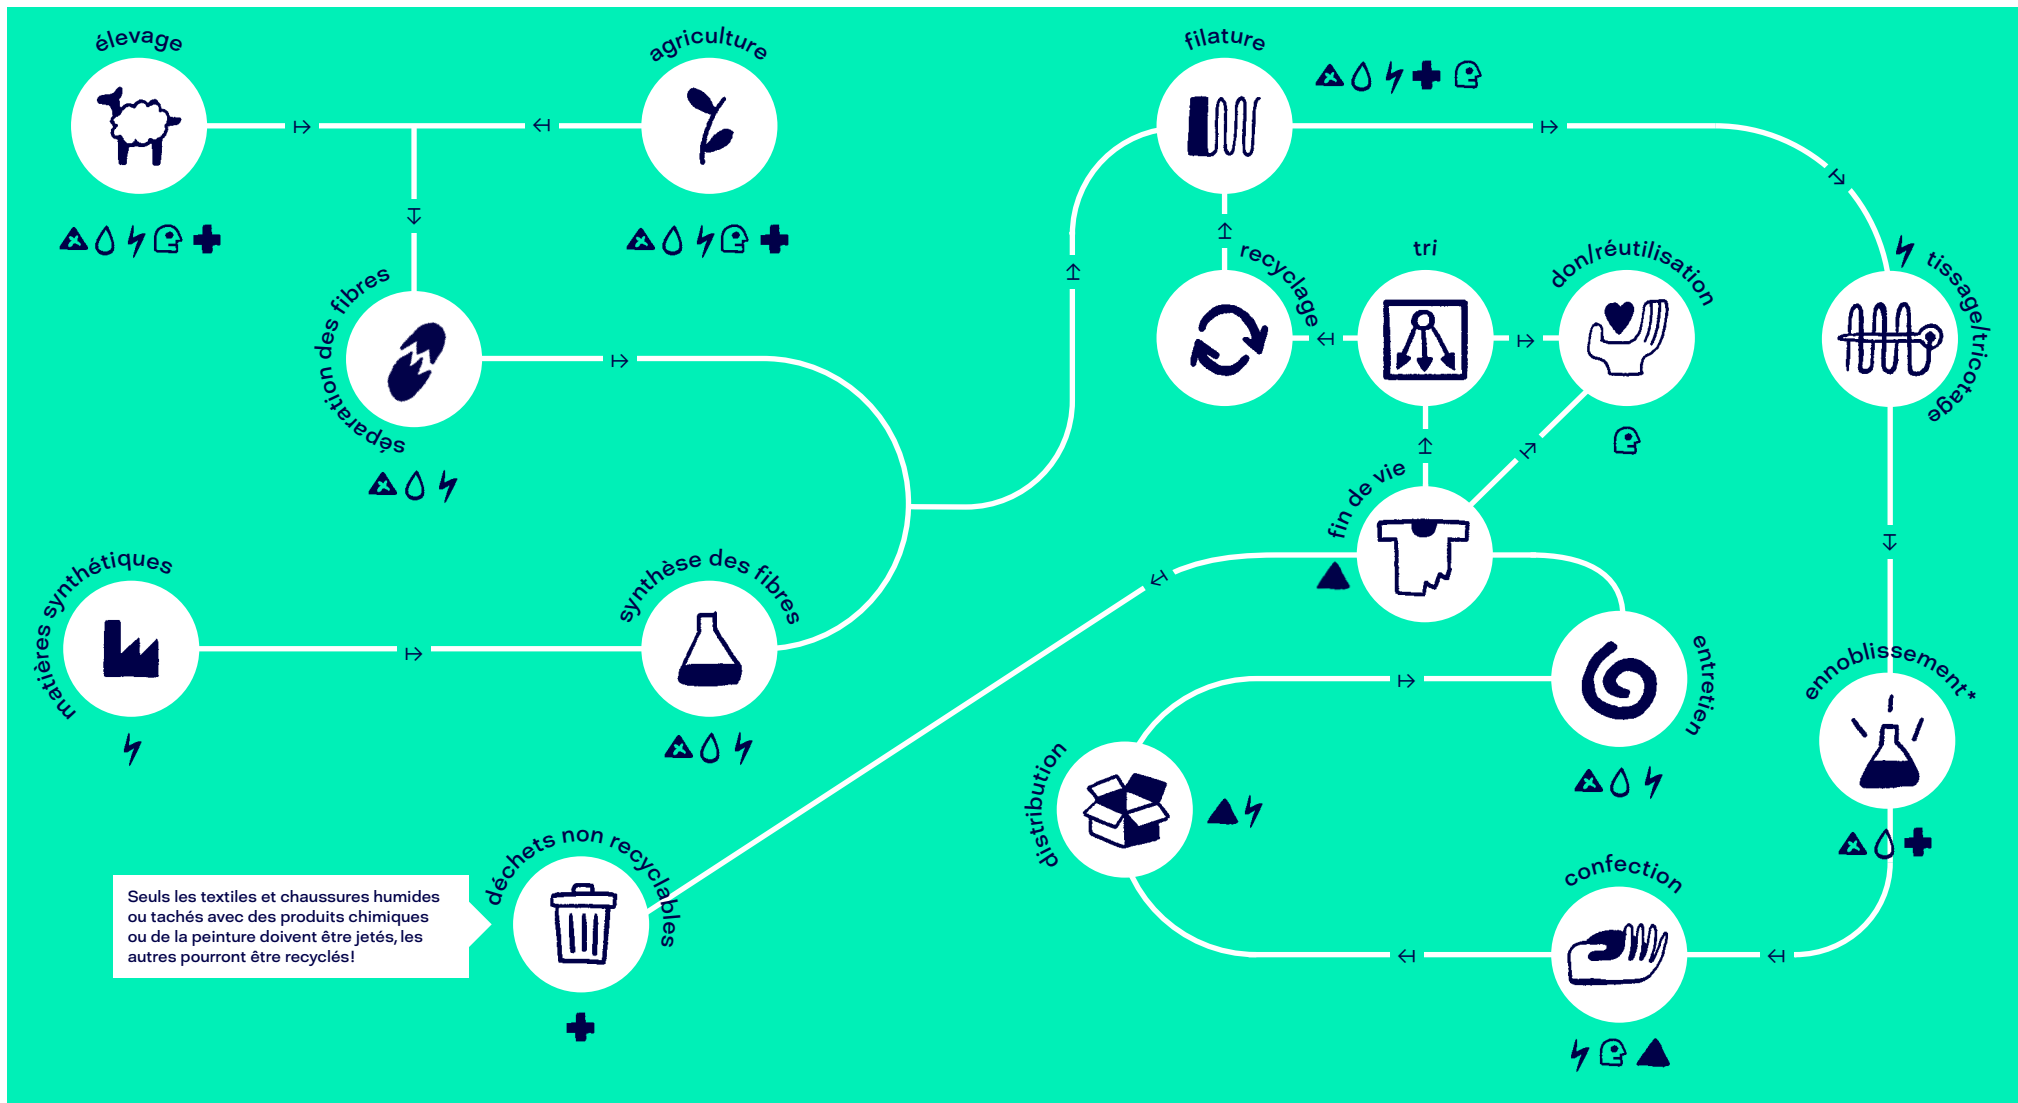 élevage
agriculture
filature
séparation des fibres
recyclage
tri
don/réutilisation
tissage/tricotage
fin de vie
matières synthétiques
synthèse des fibres
entretien
ennoblissement*
distribution
déchets non recyclables
confection
Seuls les textiles et chaussures humides
ou tachés avec des produits chimiques
ou de la peinture doivent être jetés, les
autres pourront être recyclés!